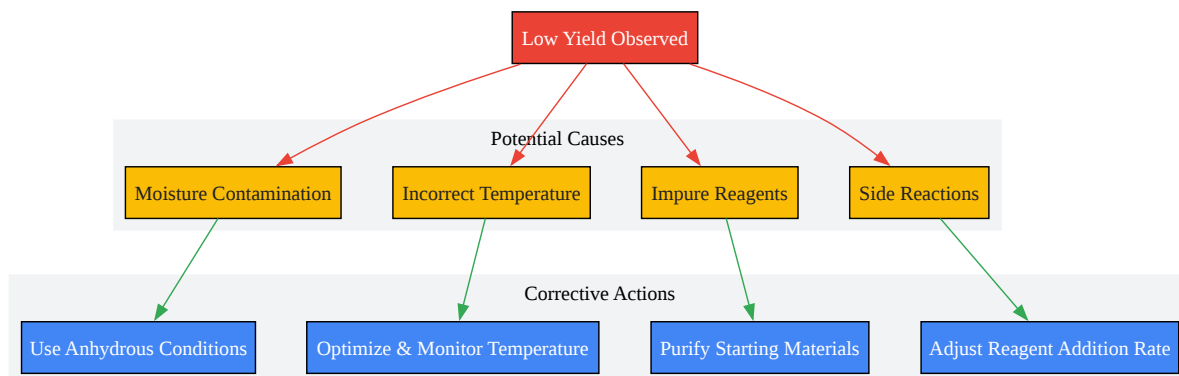 Low Yield Observed
Potential Causes
Moisture Contamination
Incorrect Temperature
Impure Reagents
Side Reactions
Corrective Actions
Use Anhydrous Conditions
Optimize & Monitor Temperature
Purify Starting Materials
Adjust Reagent Addition Rate